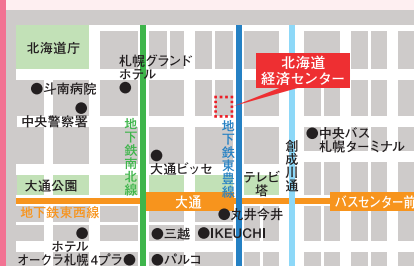 北海道庁
札幌グランド
ホテル
北海道
経済センター
斗南病院
中央警察署
地下鉄南北線
地下鉄東豊線
創成川通
中央バス
札幌ターミナル
大通ビッセ
大通公園
テレビ
塔
地下鉄東西線
大通
バスセンター前
丸井今井
ホテル
オークラ札幌
三越
IKEUCHI
4プラ
パルコ